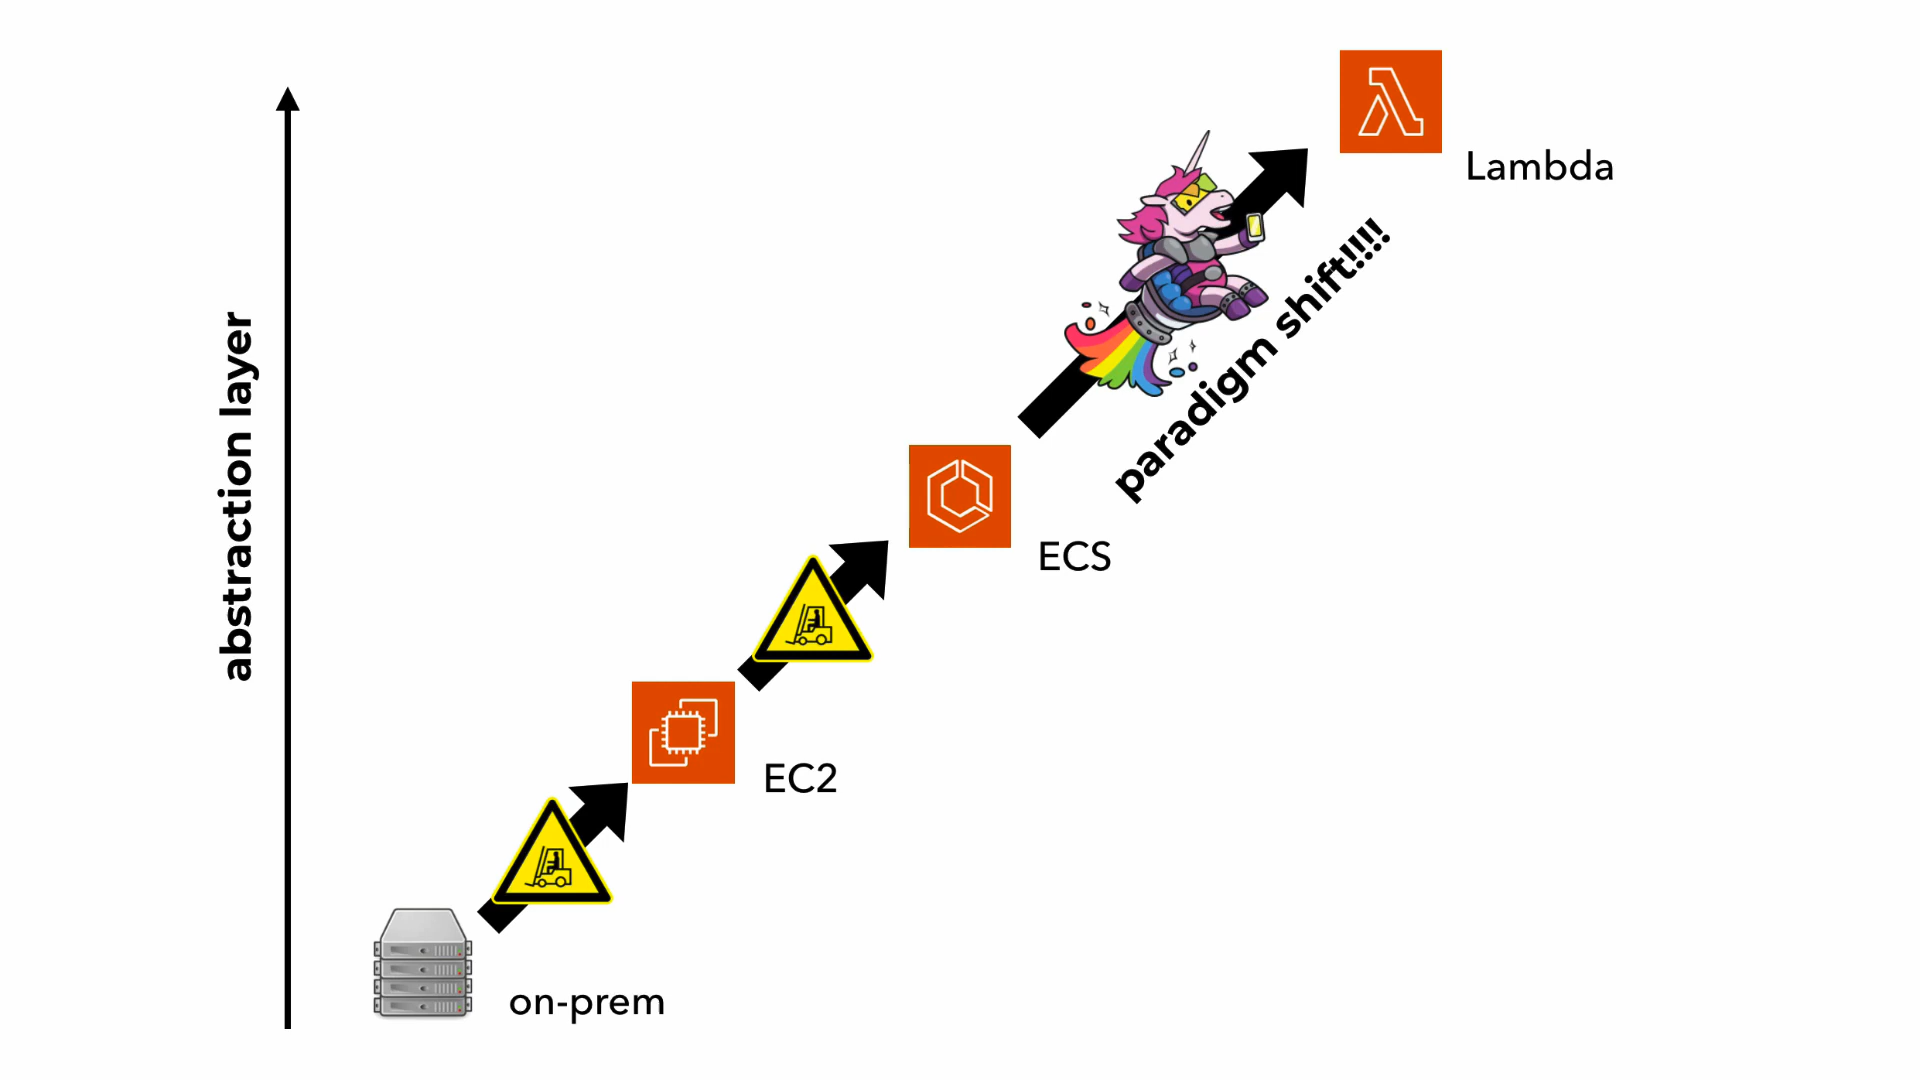 Lambda
paradigm shift!!!!
abstraction layer
ECS
EC2
on-prem